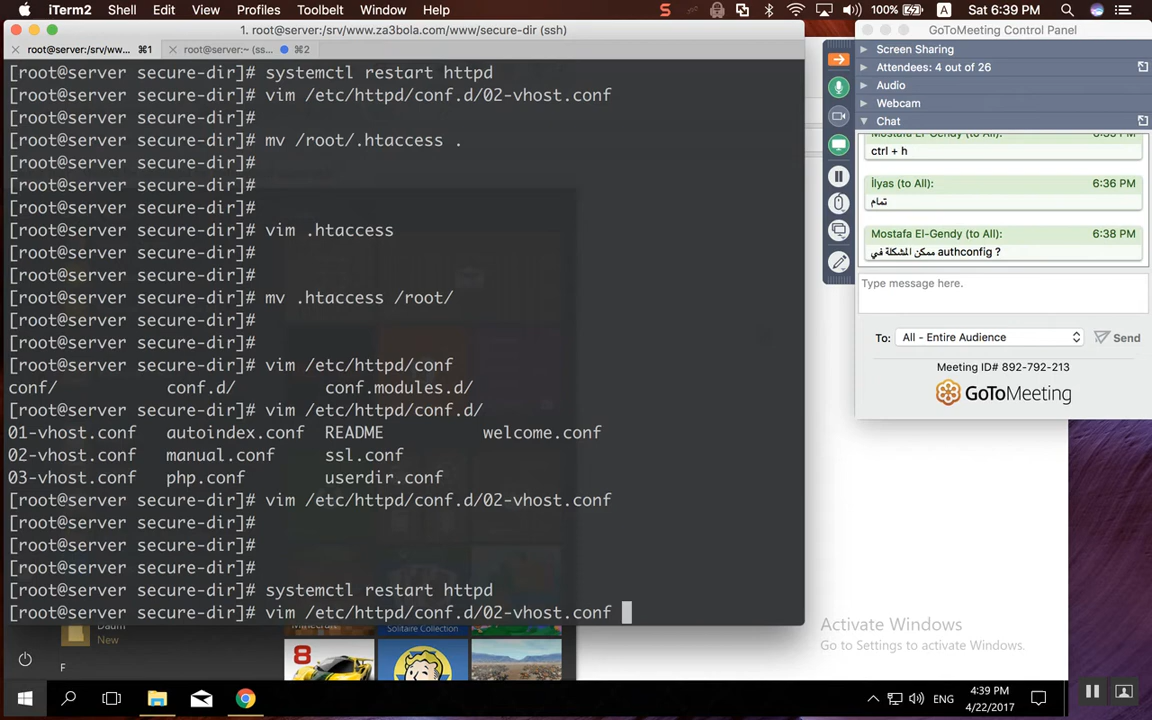 iTerm2 Shell Edit View Profiles Toolbelt Window Help 100% Sat 6:39 PM
1. root@server:/srv/www.za3bola.com/www/secure-dir (ssh)
root@server:/srv/ww... ⌘1 root@server:~ (ss... ⌘2
[root@server secure-dir]# systemctl restart httpd
[root@server secure-dir]# vim /etc/httpd/conf.d/02-vhost.conf
[root@server secure-dir]#
[root@server secure-dir]# mv /root/.htaccess .
[root@server secure-dir]#
[root@server secure-dir]#
[root@server secure-dir]#
[root@server secure-dir]# vim .htaccess
[root@server secure-dir]#
[root@server secure-dir]#
[root@server secure-dir]# mv .htaccess /root/
[root@server secure-dir]#
[root@server secure-dir]#
[root@server secure-dir]# vim /etc/httpd/conf
conf/ conf.d/ conf.modules.d/
[root@server secure-dir]# vim /etc/httpd/conf.d/
01-vhost.conf autoindex.conf README welcome.conf
02-vhost.conf manual.conf ssl.conf
03-vhost.conf php.conf userdir.conf
[root@server secure-dir]# vim /etc/httpd/conf.d/02-vhost.conf
[root@server secure-dir]#
[root@server secure-dir]#
[root@server secure-dir]#
[root@server secure-dir]# systemctl restart httpd
[root@server secure-dir]# vim /etc/httpd/conf.d/02-vhost.conf
GoToMeeting Control Panel
Screen Sharing
Attendees: 4 out of 26
Audio
Webcam
Chat
Mostafa El-Gendy (to All):
ctrl + h
İlyas (to All): 6:36 PM
تمام
Mostafa El-Gendy (to All): 6:38 PM
ممكن المشكلة في authconfig ?
Type message here.
To: All - Entire Audience Send
Meeting ID# 892-792-213
GoToMeeting
Activate Windows
Go to Settings to activate Windows.
Daum
New
F
Solitaire Collection
8
ENG
4:39 PM
4/22/2017